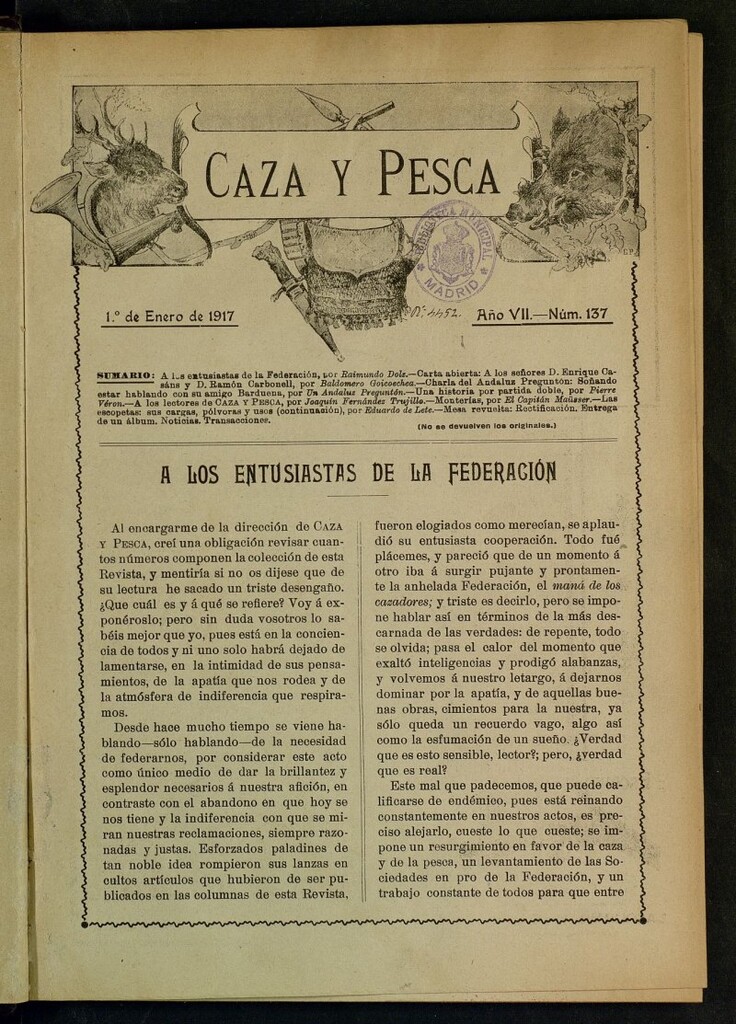 CAZA Y PESCA
BIBLIOTECA MUNICIPAL
MADRID
1.º de Enero de 1917
Nº 4452.
Año VII.—Núm. 137
SUMARIO: A los entusiastas de la Federación, por Raimundo Dolz.—Carta abierta: A los señores D. Enrique Ca-
sáns y D. Ramón Carbonell, por Baldomero Goicoechea.—Charla del Andaluz Preguntón: Soñando
estar hablando con su amigo Barduena, por Un Andaluz Preguntón.—Una historia por partida doble, por Pierre
Véron.—A los lectores de CAZA Y PESCA, por Joaquín Fernández Trujillo.—Monterías, por El Capitán Maüsser.—Las
escopetas: sus cargas, pólvoras y usos (continuación), por Eduardo de Lete.—Mesa revuelta: Rectificación. Entrega
de un álbum. Noticias. Transacciones.
(No se devuelven los originales.)
A LOS ENTUSIASTAS DE LA FEDERACIÓN
Al encargarme de la dirección de CAZA
Y PESCA, creí una obligación revisar cuan-
tos números componen la colección de esta
Revista, y mentiría si no os dijese que de
su lectura he sacado un triste desengaño.
¿Que cuál es y á qué se refiere? Voy á ex-
ponéroslo; pero sin duda vosotros lo sa-
béis mejor que yo, pues está en la concien-
cia de todos y ni uno solo habrá dejado de
lamentarse, en la intimidad de sus pensa-
mientos, de la apatía que nos rodea y de
la atmósfera de indiferencia que respira-
mos.
Desde hace mucho tiempo se viene ha-
blando—sólo hablando—de la necesidad
de federarnos, por considerar este acto
como único medio de dar la brillantez y
esplendor necesarios á nuestra afición, en
contraste con el abandono en que hoy se
nos tiene y la indiferencia con que se mi-
ran nuestras reclamaciones, siempre razo-
nadas y justas. Esforzados paladines de
tan noble idea rompieron sus lanzas en
cultos artículos que hubieron de ser pu-
blicados en las columnas de esta Revista,
fueron elogiados como merecían, se aplau-
dió su entusiasta cooperación. Todo fué
plácemes, y pareció que de un momento á
otro iba á surgir pujante y prontamen-
te la anhelada Federación, el maná de los
cazadores; y triste es decirlo, pero se impo-
ne hablar así en términos de la más des-
carnada de las verdades: de repente, todo
se olvida; pasa el calor del momento que
exaltó inteligencias y prodigó alabanzas,
y volvemos á nuestro letargo, á dejarnos
dominar por la apatía, y de aquellas bue-
nas obras, cimientos para la nuestra, ya
sólo queda un recuerdo vago, algo así
como la esfumación de un sueño. ¿Verdad
que es esto sensible, lector?; pero, ¿verdad
que es real?
Este mal que padecemos, que puede ca-
lificarse de endémico, pues está reinando
constantemente en nuestros actos, es pre-
ciso alejarlo, cueste lo que cueste; se im-
pone un resurgimiento en favor de la caza
y de la pesca, un levantamiento de las So-
ciedades en pro de la Federación, y un
trabajo constante de todos para que entre